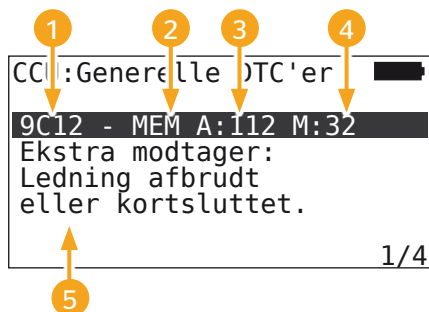 1 2 3 4
CCU:Generelle DTC'er
9C12 - MEM A:112 M:32
Ekstra modtager:
Ledning afbrudt
eller kortsluttet.
1/4
5